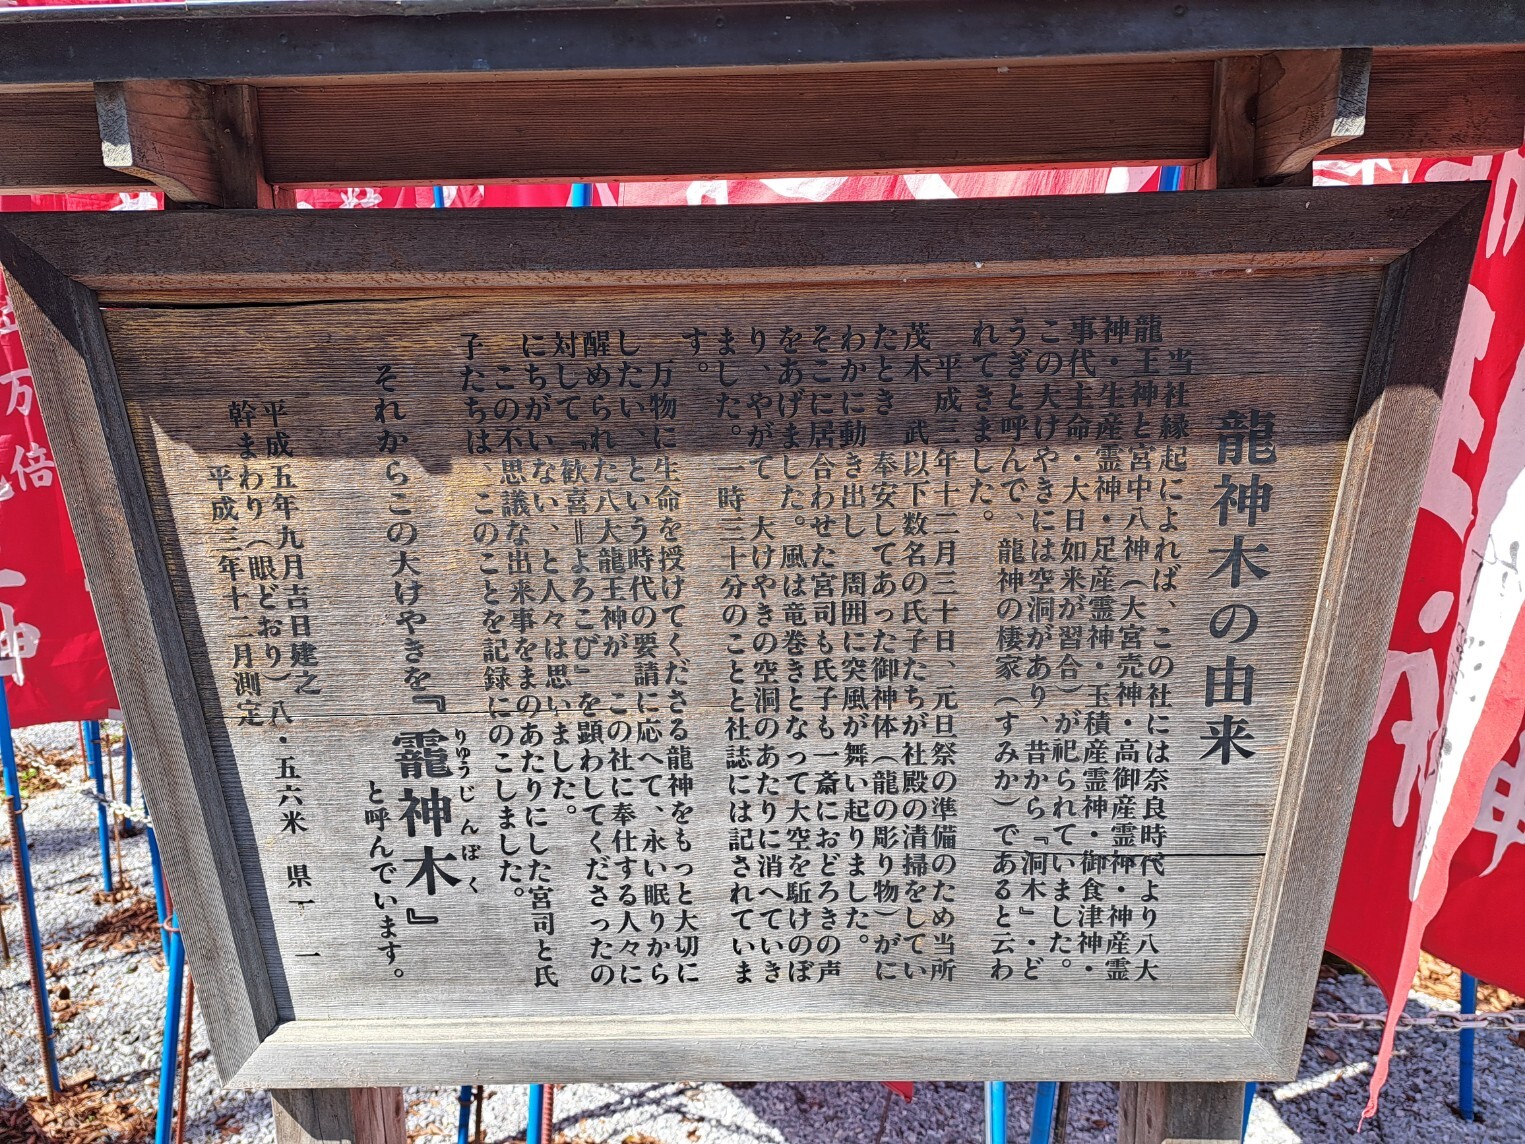 龍神木の由来
当社縁起によれば、この社には奈良時代より八大
龍王神と宮中八神(大宮売神・高御産霊神・神産霊
神・生産霊神・足産霊神・玉積産霊神・御食津神・
事代主命・大日如来が習合)が祀られていました。
この大けやきには空洞があり、昔から『洞木』・ど
うぎと呼んで、龍神の棲家(すみか)であると云わ
れてきました。
平成三年十二月三十日、元旦祭の準備のため当所
茂木 武以下数名の氏子たちが社殿の清掃をしてい
たとき 奉安してあった御神体(龍の彫り物)がに
わかに動き出し 周囲に突風が舞い起りました。
そこに居合わせた宮司も氏子も一斎におどろきの声
をあげました。風は竜巻きとなって大空を駈けのぼ
り、やがて 大けやきの空洞のあたりに消へていき
ました。一時三十分のことと社誌には記されていま
す。
万物に生命を授けてくださる龍神をもっと大切に
したい、という時代の要請に応へて、永い眠りから
醒められた八大龍王神が この社に奉仕する人々に
対して『歓喜‖よろこび』を顕わしてくださったの
にちがいない、と人々は思いました。
この不思議な出来事をまのあたりにした宮司と氏
子たちは、このことを記録にのこしました。
それからこの大けやきを『靇神木』
りゆうじんぼく
と呼んでいます。
平成五年九月吉日建之
幹まわり(眼どおり)八・五六米 県下 一
平成三年十二月測定
万倍
神